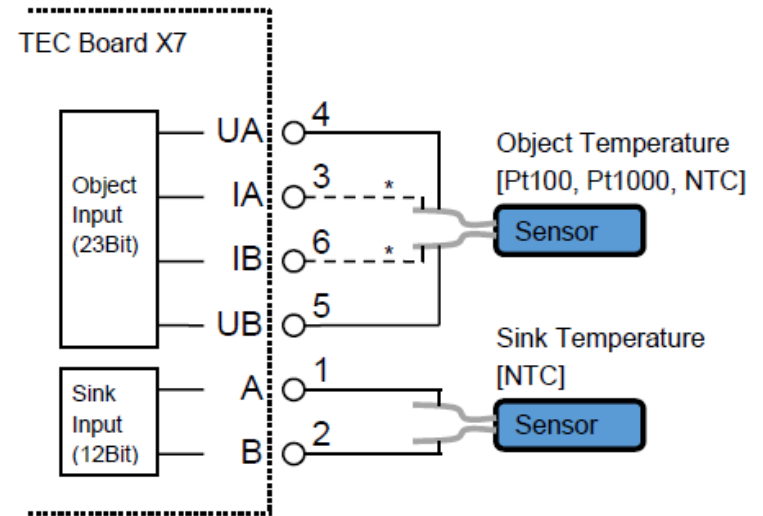 TEC Board X7
Object
Input
(23Bit)
UA 4
IA 3 *
IB 6 *
UB 5
Object Temperature
[Pt100, Pt1000, NTC]
Sensor
Sink
Input
(12Bit)
A 1
B 2
Sink Temperature
[NTC]
Sensor